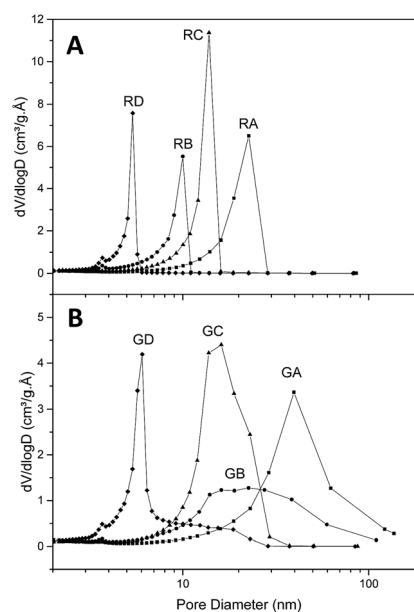 A
12
10
8
6
4
2
0
dV/dlogD (cm³/g.Å)
RD
RB
RC
RA
B
5
4
3
2
1
0
dV/dlogD (cm³/g.Å)
GD
GC
GB
GA
10
100
Pore Diameter (nm)